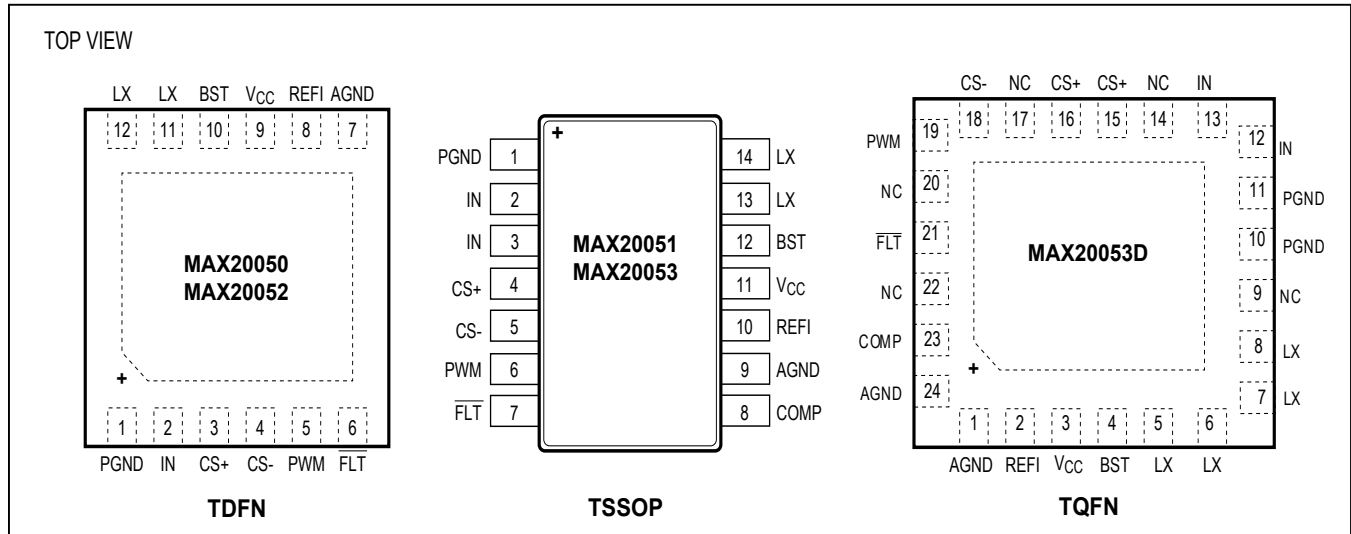 TOP VIEW
LX LX BST VCC REFI AGND
12 11 10 9 8 7
MAX20050
MAX20052
+
1 2 3 4 5 6
PGND IN CS+ CS- PWM FLT
TDFN
+
PGND 1 14 LX
IN 2 13 LX
IN 3 12 BST
CS+ 4 11 VCC
CS- 5 10 REFI
PWM 6 9 AGND
FLT 7 8 COMP
MAX20051
MAX20053
TSSOP
CS- NC CS+ CS+ NC IN
18 17 16 15 14 13
PWM 19 12 IN
NC 20 11 PGND
FLT 21 10 PGND
NC 22 9 NC
COMP 23 8 LX
AGND 24 7 LX
MAX20053D
+
1 2 3 4 5 6
AGND REFI VCC BST LX LX
TQFN